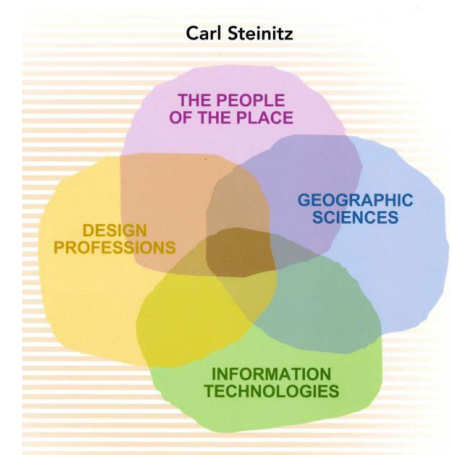 Carl Steinitz
THE PEOPLE
OF THE PLACE
GEOGRAPHIC
SCIENCES
DESIGN
PROFESSIONS
INFORMATION
TECHNOLOGIES